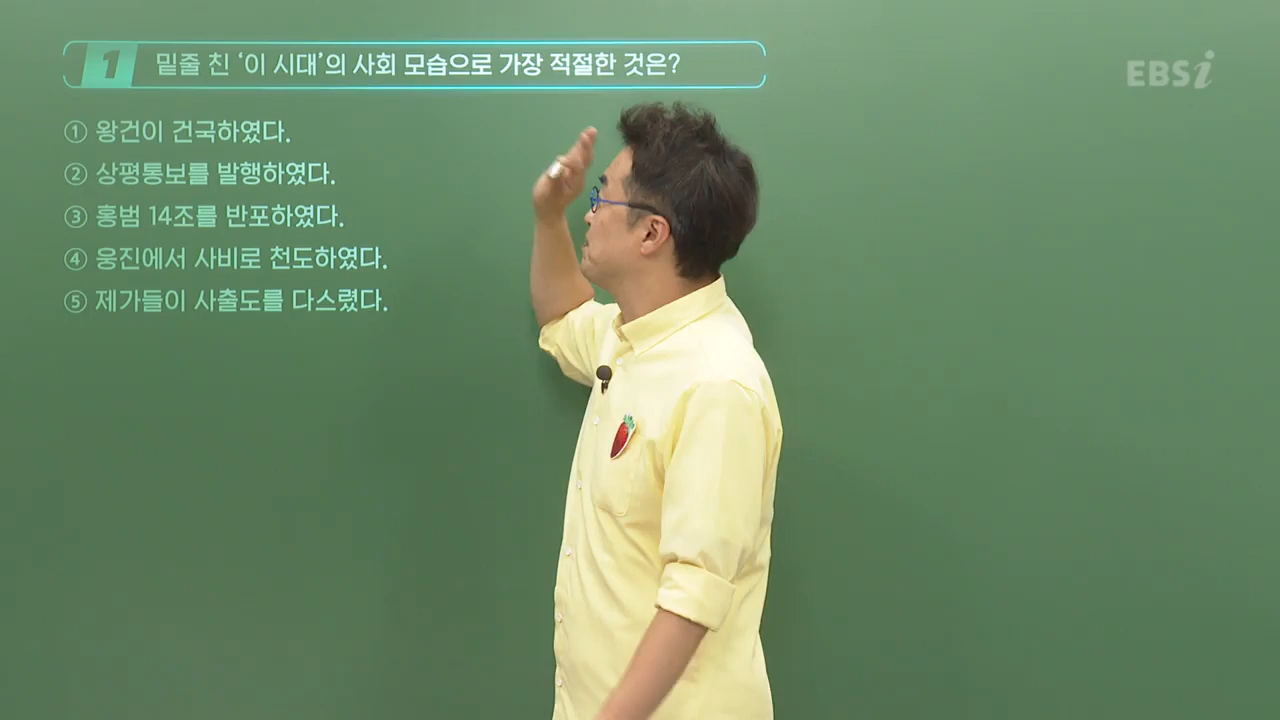 1 밑줄 친 ‘이 시대’의 사회 모습으로 가장 적절한 것은?
EBSi
① 왕건이 건국하였다.
② 상평통보를 발행하였다.
③ 홍범 14조를 반포하였다.
④ 웅진에서 사비로 천도하였다.
⑤ 제가들이 사출도를 다스렸다.